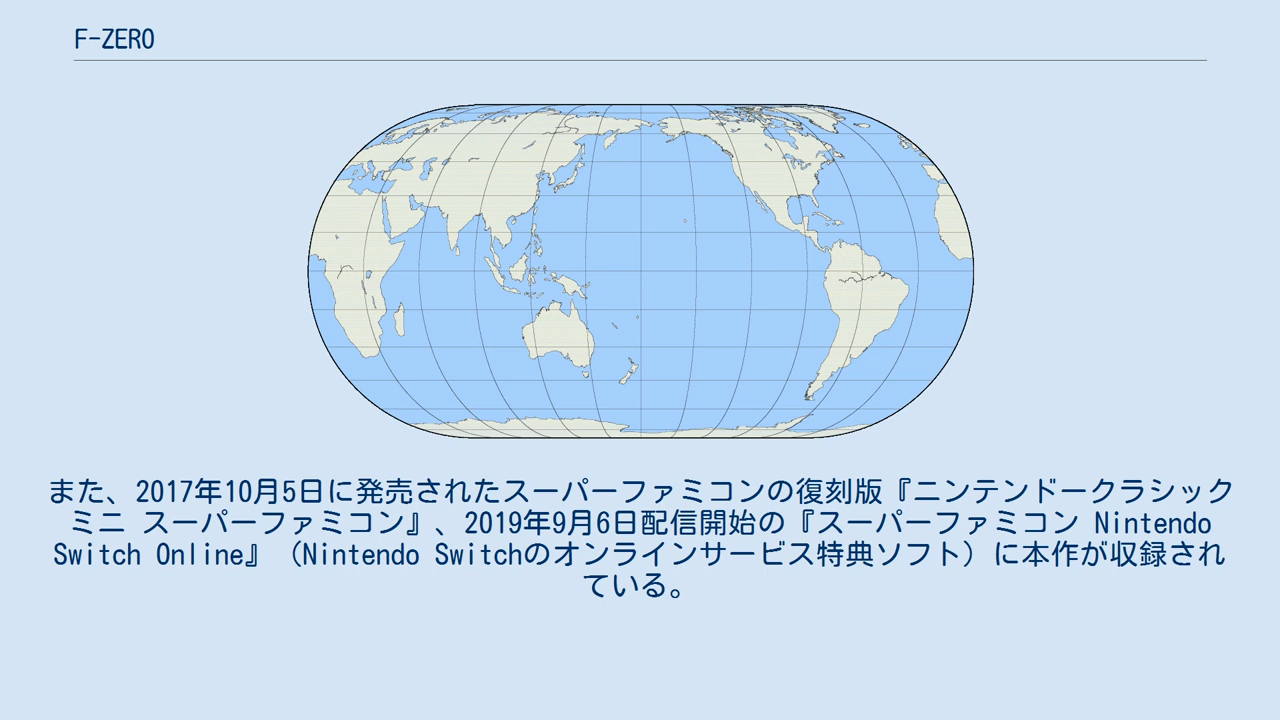 F-ZERO
また、2017年10月5日に発売されたスーパーファミコンの復刻版『ニンテンドークラシック
ミニ スーパーファミコン』、2019年9月6日配信開始の『スーパーファミコン Nintendo
Switch Online』（Nintendo Switchのオンラインサービス特典ソフト）に本作が収録され
ている。